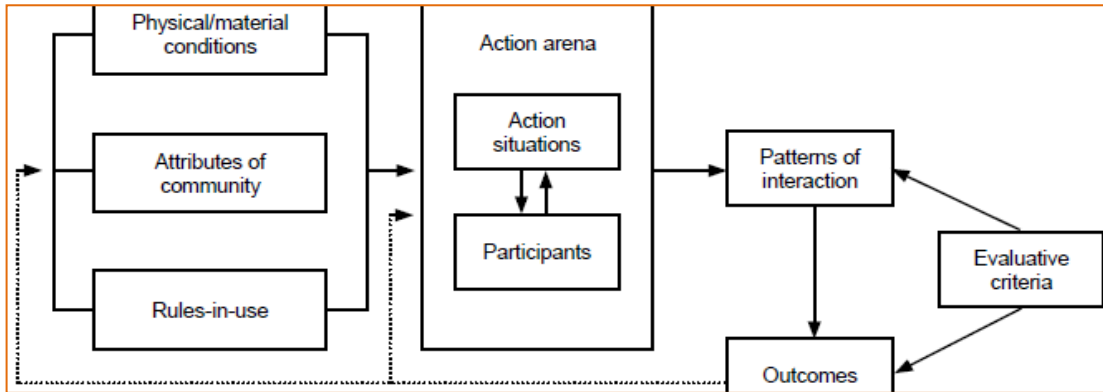 Physical/material
conditions
Attributes of
community
Rules-in-use
Action arena
Action
situations
Participants
Patterns of
interaction
Outcomes
Evaluative
criteria